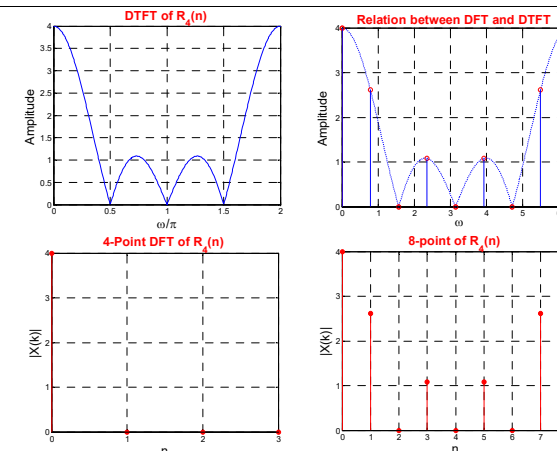 DTFT of R4(n)
4
3.5
3
2.5
2
1.5
1
0.5
0
0 0.5 1 1.5 2
Amplitude
ω/π
Relation between DFT and DTFT
4
3
2
1
0
0 1 2 3 4 5
Amplitude
ω
4-Point DFT of R4(n)
4
3
2
1
0
0 1 2 3
|X(k)|
n
8-point of R4(n)
4
3
2
1
0
0 1 2 3 4 5 6 7
|X(k)|
n